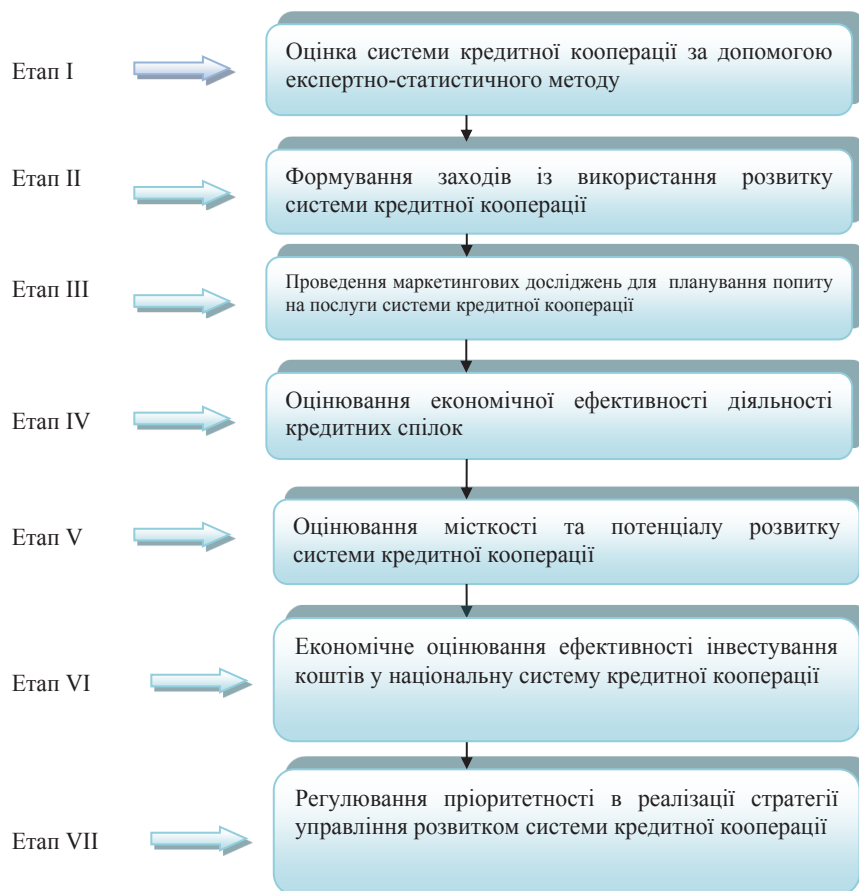 Етап I
Оцінка системи кредитної кооперації за допомогою
експертно-статистичного методу
Етап II
Формування заходів із використання розвитку
системи кредитної кооперації
Етап III
Проведення маркетингових досліджень для планування попиту
на послуги системи кредитної кооперації
Етап IV
Оцінювання економічної ефективності діяльності
кредитних спілок
Етап V
Оцінювання місткості та потенціалу розвитку
системи кредитної кооперації
Етап VI
Економічне оцінювання ефективності інвестування
коштів у національну систему кредитної кооперації
Етап VII
Регулювання пріоритетності в реалізації стратегії
управління розвитком системи кредитної кооперації